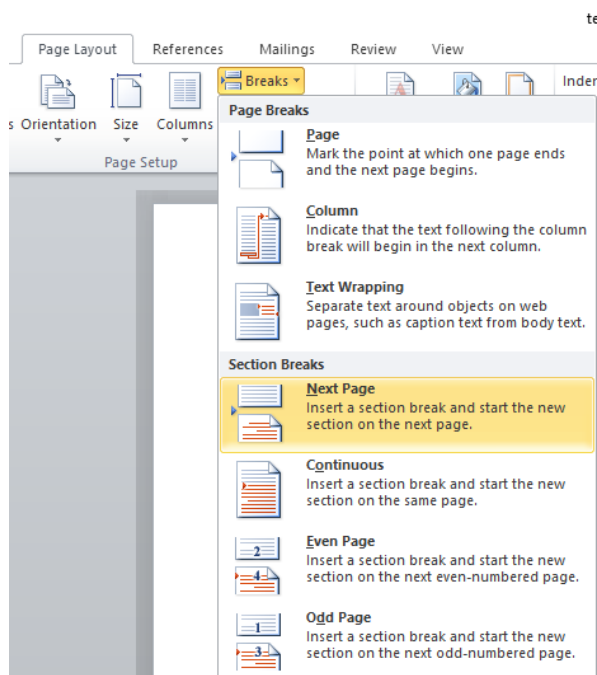 te
Page Layout References Mailings Review View
Breaks
Inder
s Orientation Size Columns
Page Setup
Page Breaks
Page
Mark the point at which one page ends
and the next page begins.
Column
Indicate that the text following the column
break will begin in the next column.
Text Wrapping
Separate text around objects on web
pages, such as caption text from body text.
Section Breaks
Next Page
Insert a section break and start the new
section on the next page.
Continuous
Insert a section break and start the new
section on the same page.
2
4
Even Page
Insert a section break and start the new
section on the next even-numbered page.
1
3
Odd Page
Insert a section break and start the new
section on the next odd-numbered page.